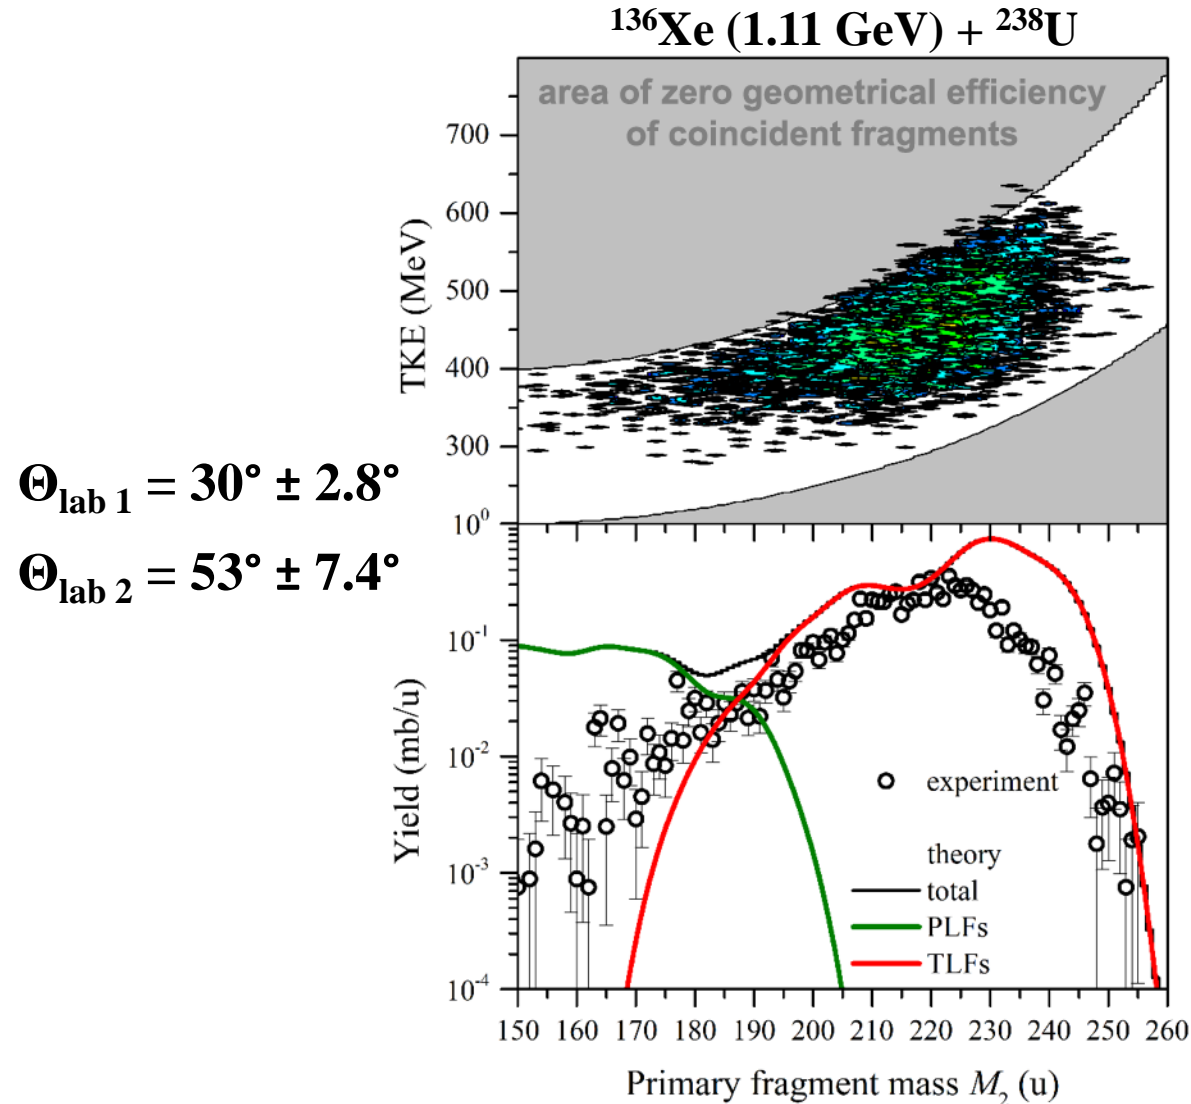 ¹³⁶Xe (1.11 GeV) + ²³⁸U
area of zero geometrical efficiency
of coincident fragments
TKE (MeV)
700
600
500
400
300
Θlab 1 = 30° ± 2.8°
Θlab 2 = 53° ± 7.4°
Yield (mb/u)
10⁰
10⁻¹
10⁻²
10⁻³
10⁻⁴
experiment
theory
total
PLFs
TLFs
150 160 170 180 190 200 210 220 230 240 250 260
Primary fragment mass M₂ (u)